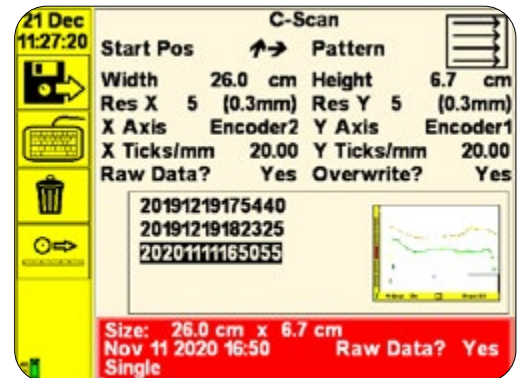 21 Dec
11:27:20
C-Scan
Start Pos Pattern
Width 26.0 cm Height 6.7 cm
Res X 5 (0.3mm) Res Y 5 (0.3mm)
X Axis Encoder2 Y Axis Encoder1
X Ticks/mm 20.00 Y Ticks/mm 20.00
Raw Data? Yes Overwrite? Yes
20191219175440
20191219182325
20201111165055
Size: 26.0 cm x 6.7 cm
Nov 11 2020 16:50 Raw Data? Yes
Single